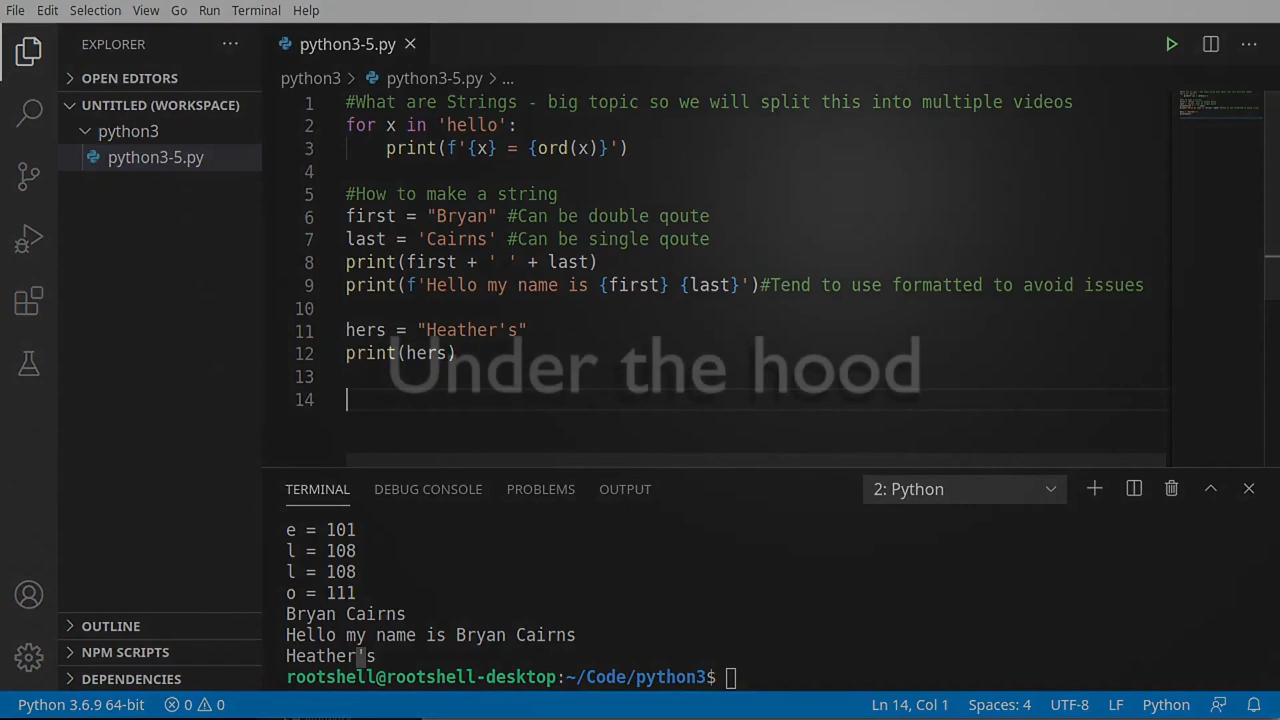 File Edit Selection View Go Run Terminal Help
EXPLORER
python3-5.py
OPEN EDITORS
python3 > python3-5.py > ...
UNTITLED (WORKSPACE)
python3
python3-5.py
1 #What are Strings - big topic so we will split this into multiple videos
2 for x in 'hello':
3 print(f'{x} = {ord(x)}')
4
5 #How to make a string
6 first = "Bryan" #Can be double qoute
7 last = 'Cairns' #Can be single qoute
8 print(first + ' ' + last)
9 print(f'Hello my name is {first} {last}')#Tend to use formatted to avoid issues
10
11 hers = "Heather's"
12 print(hers)
13
14
Under the hood
TERMINAL DEBUG CONSOLE PROBLEMS OUTPUT 2: Python
e = 101
l = 108
l = 108
o = 111
Bryan Cairns
Hello my name is Bryan Cairns
Heather's
rootshell@rootshell-desktop:~/Code/python3$
OUTLINE
NPM SCRIPTS
DEPENDENCIES
Python 3.6.9 64-bit 0 0 Ln 14, Col 1 Spaces: 4 UTF-8 LF Python